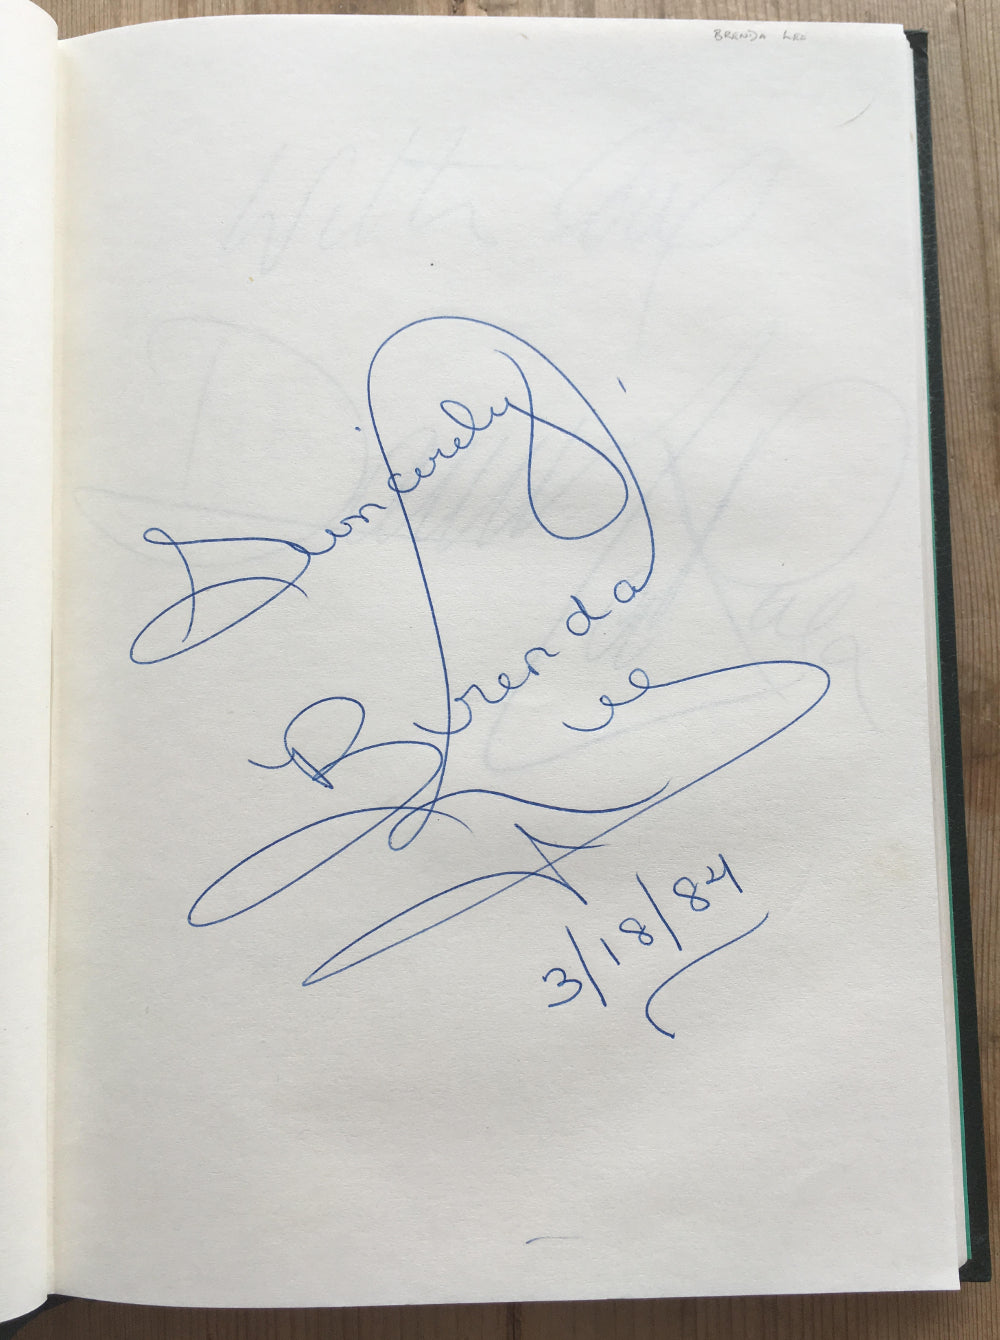 BRENDA LEE
Sincerely
Brenda
Lee
3/18/84